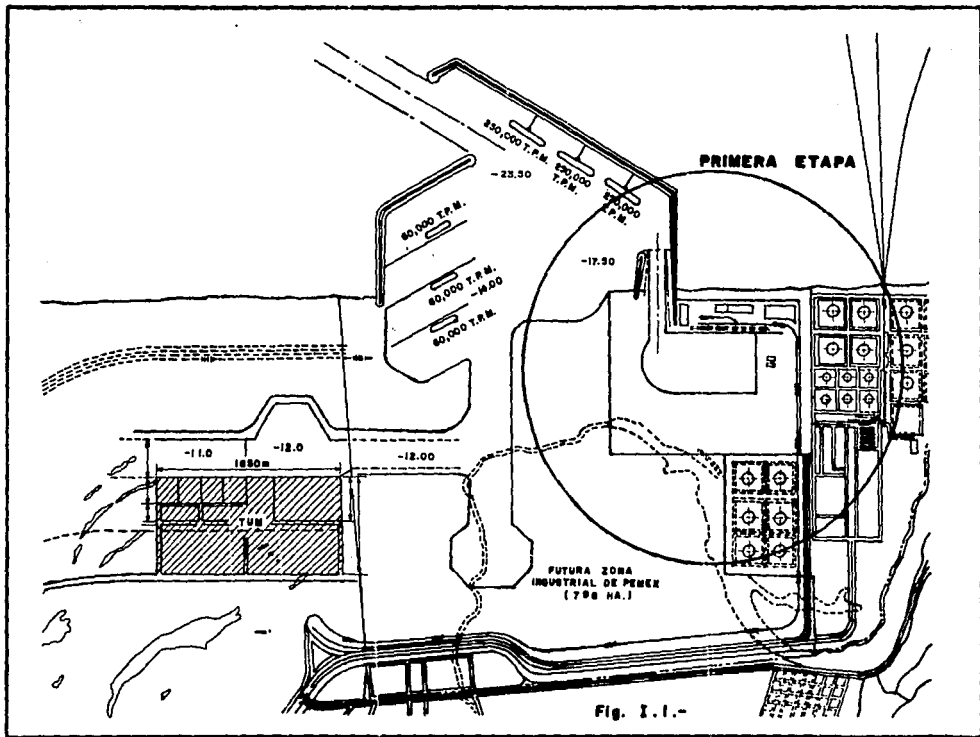 250,000 T.P.M.
250,000
T.P.M.
250,000
T.P.M.
-23.50
PRIMERA ETAPA
60,000 T.P.M.
60,000 T.P.M.
-14.00
60,000 T.P.M.
-17.50
-11.0
-12.0
-12.00
1650m
TUM
FUTURA ZONA
INDUSTRIAL DE PEMEX
(798 HA.)
Fig. I.1.-